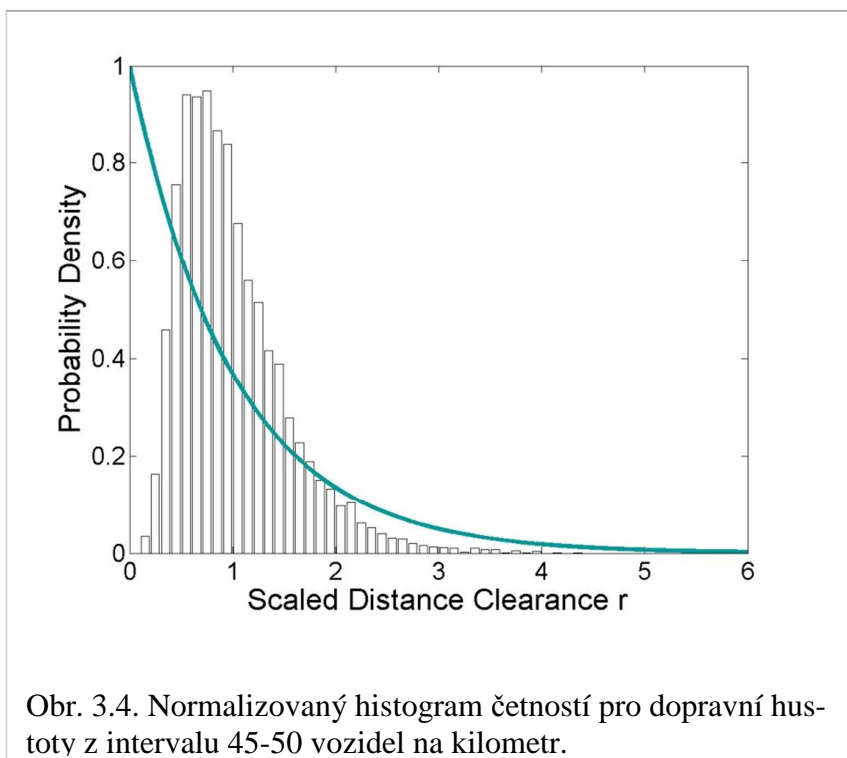 1
0.8
0.6
0.4
0.2
0
0 1 2 3 4 5 6
Probability Density
Scaled Distance Clearance r
Obr. 3.4. Normalizovaný histogram četností pro dopravní hus-
toty z intervalu 45-50 vozidel na kilometr.